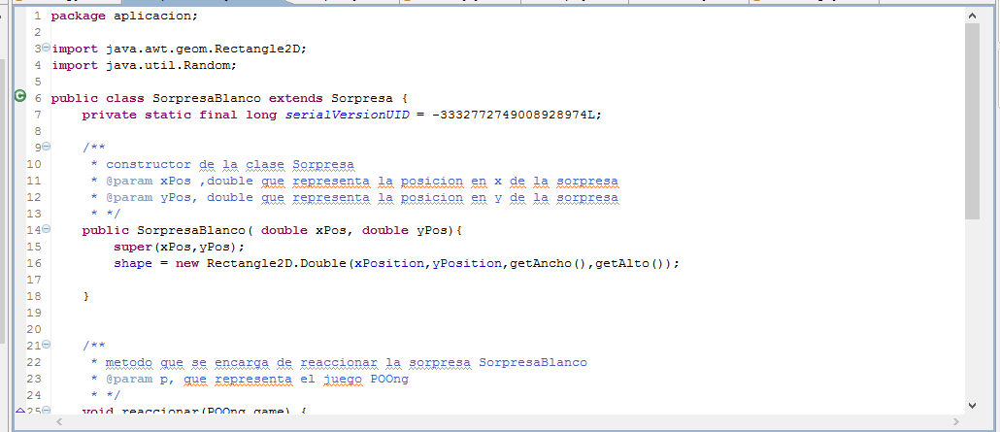 1 package aplicacion;
2
3 import java.awt.geom.Rectangle2D;
4 import java.util.Random;
5
6 public class SorpresaBlanco extends Sorpresa {
7 private static final long serialVersionUID = -3332772749008928974L;
8
9 /**
10 * constructor de la clase Sorpresa
11 * @param xPos ,double que representa la posicion en x de la sorpresa
12 * @param yPos, double que representa la posicion en y de la sorpresa
13 * */
14 public SorpresaBlanco( double xPos, double yPos){
15 super(xPos,yPos);
16 shape = new Rectangle2D.Double(xPosition,yPosition,getAncho(),getAlto());
17
18 }
19
20
21 /**
22 * metodo que se encarga de reaccionar la sorpresa SorpresaBlanco
23 * @param p, que representa el juego POOng
24 * */
25 void reaccionar(POOng game) {